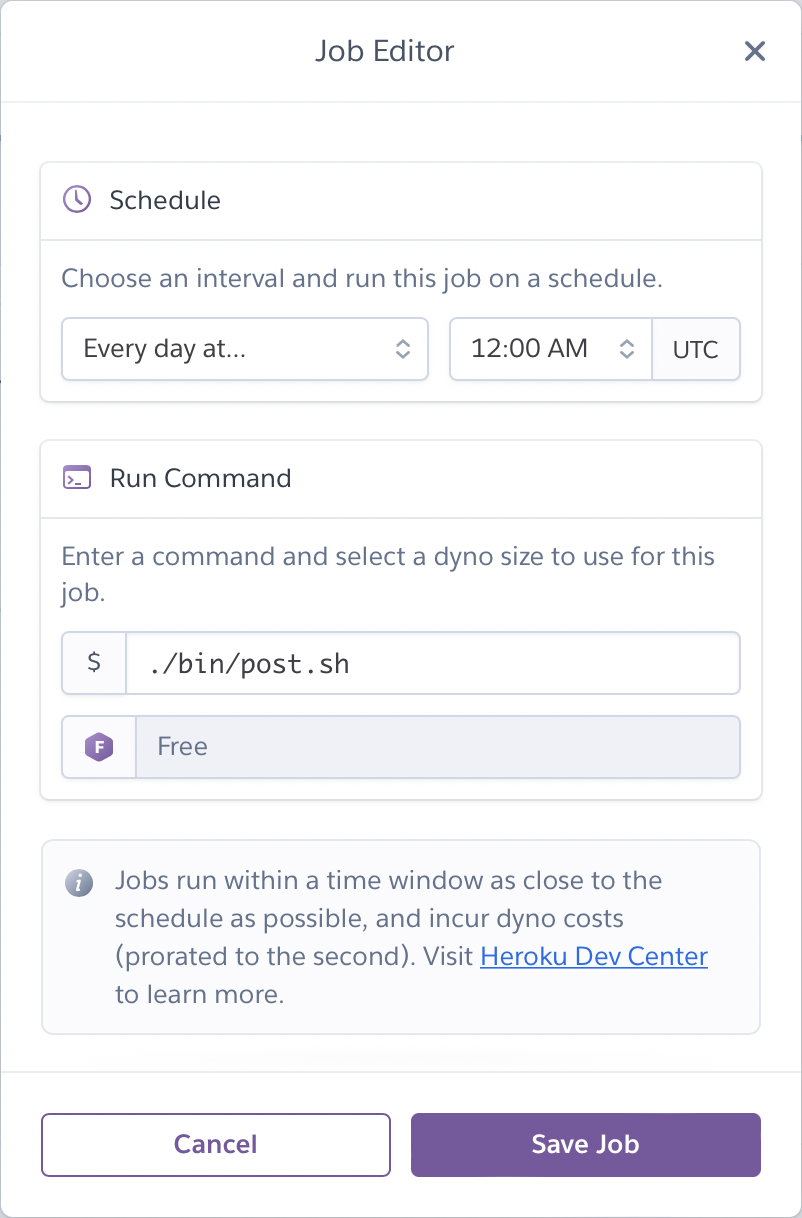 Job Editor
Schedule
Choose an interval and run this job on a schedule.
Every day at...
12:00 AM
UTC
Run Command
Enter a command and select a dyno size to use for this
job.
$ ./bin/post.sh
F Free
i Jobs run within a time window as close to the
schedule as possible, and incur dyno costs
(prorated to the second). Visit Heroku Dev Center
to learn more.
Cancel
Save Job